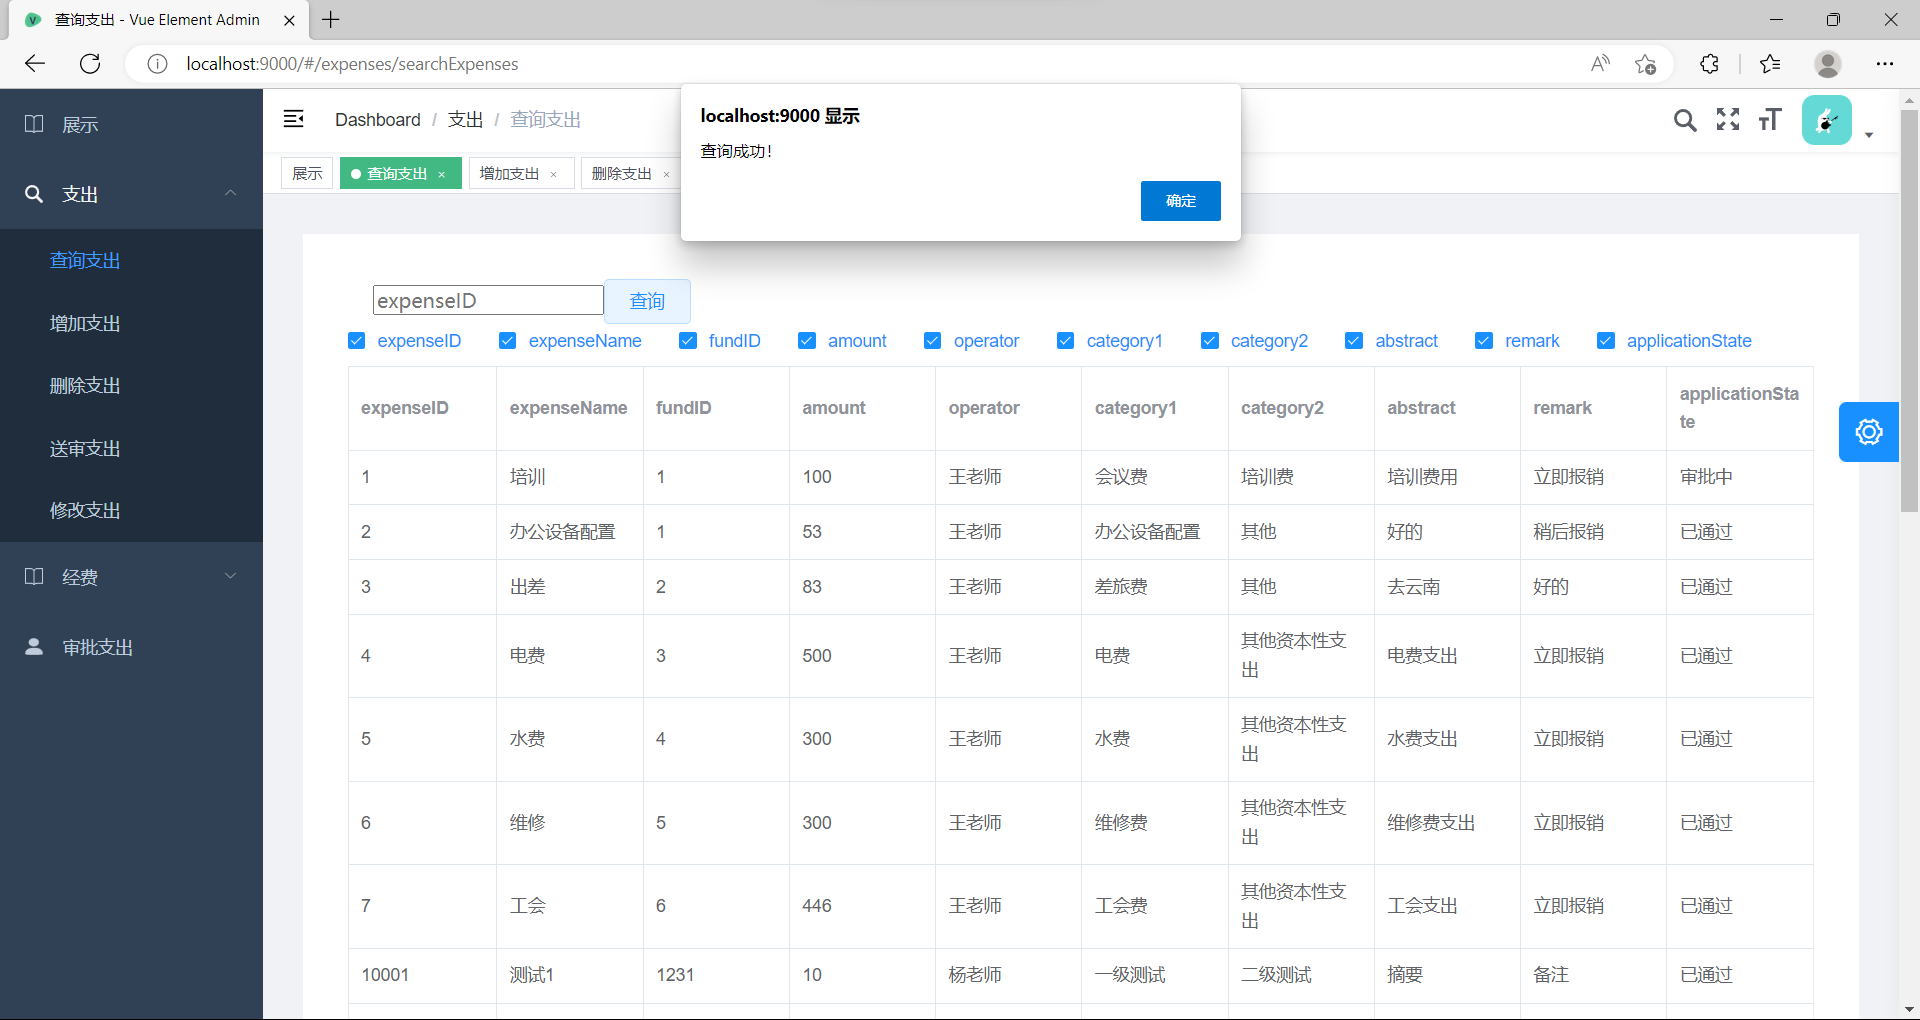 查询支出 - Vue Element Admin
localhost:9000/#/expenses/searchExpenses
localhost:9000 显示
查询成功!
确定
展示
支出
查询支出
增加支出
删除支出
送审支出
修改支出
经费
审批支出
Dashboard / 支出 / 查询支出
展示 查询支出 × 增加支出 × 删除支出 ×
expenseID 查询
expenseID expenseName fundID amount operator category1 category2 abstract remark applicationState
expenseID expenseName fundID amount operator category1 category2 abstract remark applicationSta
te
1 培训 1 100 王老师 会议费 培训费 培训费用 立即报销 审批中
2 办公设备配置 1 53 王老师 办公设备配置 其他 好的 稍后报销 已通过
3 出差 2 83 王老师 差旅费 其他 去云南 好的 已通过
4 电费 3 500 王老师 电费 其他资本性支 电费支出 立即报销 已通过
出
5 水费 4 300 王老师 水费 其他资本性支 水费支出 立即报销 已通过
出
6 维修 5 300 王老师 维修费 其他资本性支 维修费支出 立即报销 已通过
出
7 工会 6 446 王老师 工会费 其他资本性支 工会支出 立即报销 已通过
出
10001 测试1 1231 10 杨老师 一级测试 二级测试 摘要 备注 已通过